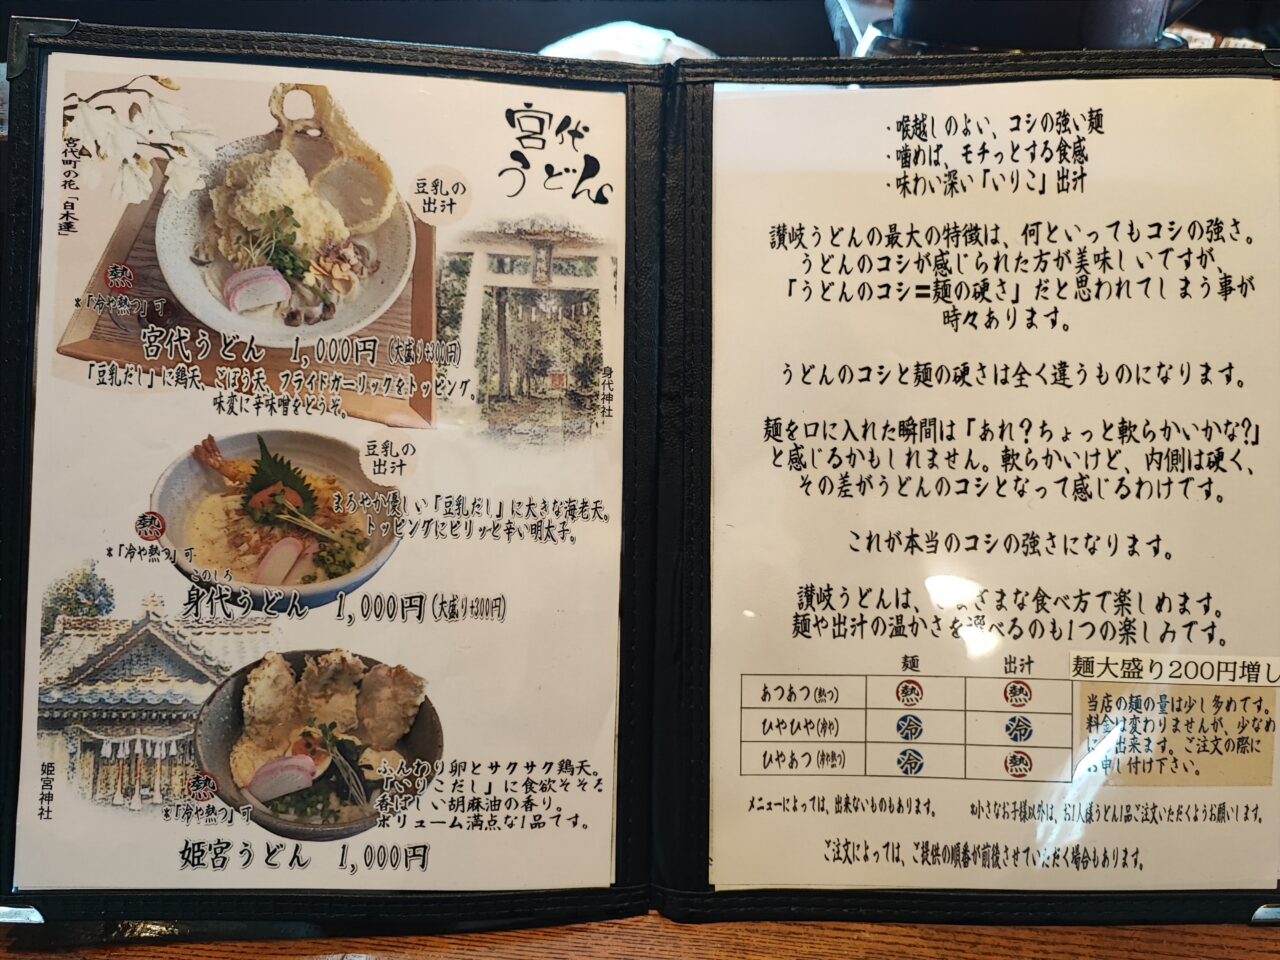 宮代
うどん
宮代町の花「白木蓮」
豆乳の
出汁
熱
*「冷や熱つ」可
宮代うどん 1,000円(大盛り+300円)
「豆乳だし」に鶏天、ごぼう天、フライドガーリックをトッピング。
味変に辛味噌をどうぞ。
身代神社
豆乳の
出汁
まろやか優しい「豆乳だし」に大きな海老天。
トッピングにピリッと辛い明太子。
熱
*「冷や熱つ」可
このしろ
身代うどん 1,000円(大盛り+300円)
姫宮神社
熱
*「冷や熱つ」可
ふんわり卵とサクサク鶏天。
「いりこだし」に食欲そそる
香ばしい胡麻油の香り。
ボリューム満点な1品です。
姫宮うどん 1,000円
・喉越しのよい、コシの強い麺
・噛めば、モチっとする食感
・味わい深い「いりこ」出汁
讃岐うどんの最大の特徴は、何といってもコシの強さ。
うどんのコシが感じられた方が美味しいですが、
「うどんのコシ=麺の硬さ」だと思われてしまう事が
時々あります。
うどんのコシと麺の硬さは全く違うものになります。
麺を口に入れた瞬間は「あれ?ちょっと軟らかいかな?」
と感じるかもしれません。軟らかいけど、内側は硬く、
その差がうどんのコシとなって感じるわけです。
これが本当のコシの強さになります。
讃岐うどんは、さまざまな食べ方で楽しめます。
麺や出汁の温かさを選べるのも1つの楽しみです。
麺 出汁
あつあつ(熱つ) 熱 熱
ひやひや(冷や) 冷 冷
ひやあつ(冷や熱つ) 冷 熱
麺大盛り200円増し
当店の麺の量は少し多めです。
料金は変わりませんが、少なめ
に出来ます。ご注文の際に
お申し付け下さい。
メニューによっては、出来ないものもあります。
*小さなお子様以外は、お1人様うどん1品ご注文いただくようお願いします。
ご注文によっては、ご提供の順番が前後させていただく場合もあります。